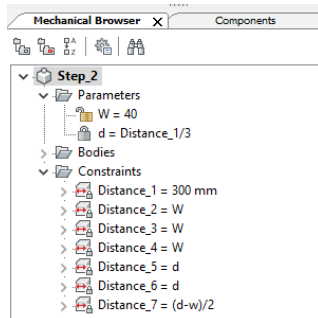 Mechanical Browser X Components
A
Z
Step_2
Parameters
W = 40
d = Distance_1/3
Bodies
Constraints
Distance_1 = 300 mm
Distance_2 = W
Distance_3 = W
Distance_4 = W
Distance_5 = d
Distance_6 = d
Distance_7 = (d-w)/2